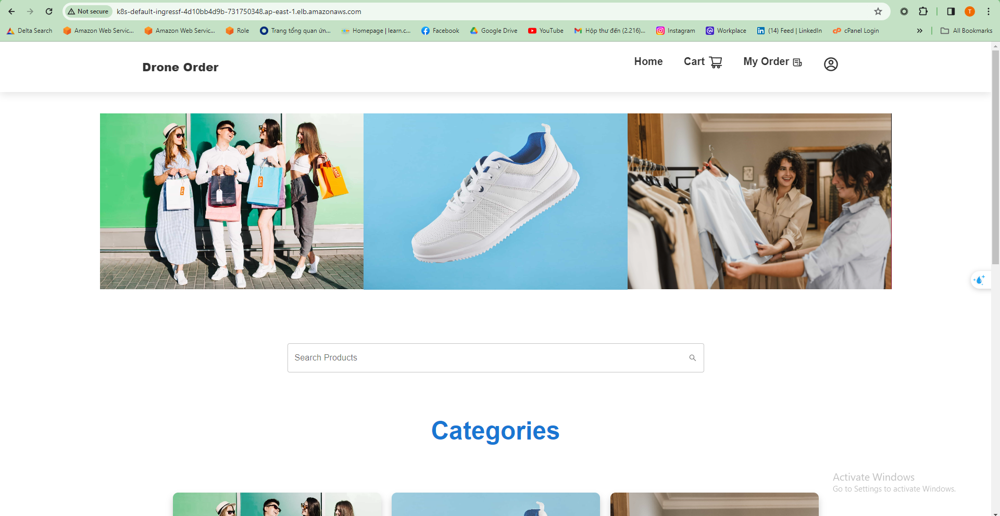 Not secure
k8s-default-ingressf-4d10bb4d9b-731750348.ap-east-1.elb.amazonaws.com
T
Delta Search
Amazon Web Servic...
Amazon Web Servic...
Role
Trang tổng quan ứn...
Homepage | learn.c...
Facebook
Google Drive
YouTube
Hộp thư đến (2.216)...
Instagram
Workplace
(14) Feed | LinkedIn
cPanel Login
»
All Bookmarks
Drone Order
Home
Cart
My Order
SALE
SALE
SALE
Search Products
Categories
Activate Windows
Go to Settings to activate Windows.